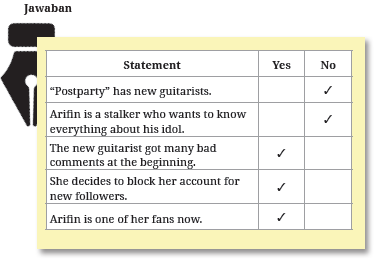 Jawaban
Statement Yes No
“Postparty” has new guitarists. ✓
Arifin is a stalker who wants to know ✓
everything about his idol.
The new guitarist got many bad ✓
comments at the beginning.
She decides to block her account for ✓
new followers.
Arifin is one of her fans now. ✓